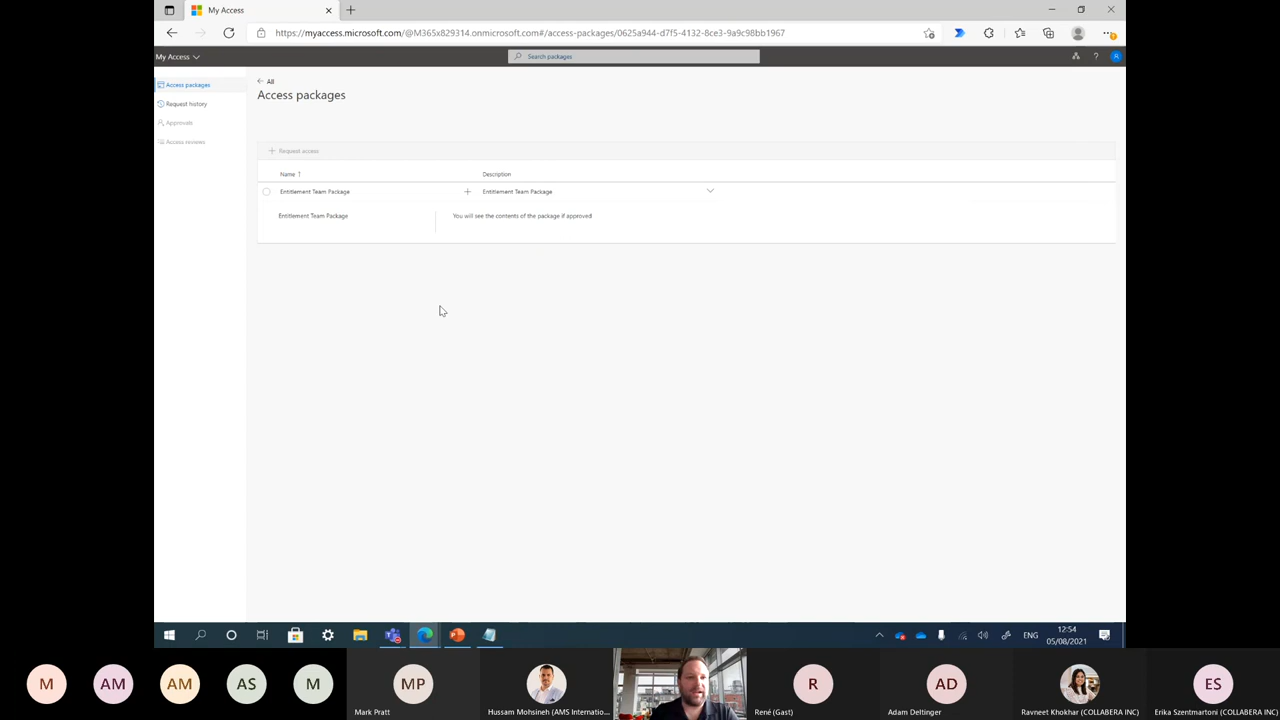 My Access
https://myaccess.microsoft.com/@M365x829314.onmicrosoft.com#/access-packages/0625a944-d7f5-4132-8ce3-9a9c98bb1967
My Access
Search packages
?
R
Access packages
Request history
Approvals
Access reviews
All
Access packages
Request access
Name ↑
Description
Entitlement Team Package
Entitlement Team Package
Entitlement Team Package
You will see the contents of the package if approved
ENG
12:54
05/08/2021
M
AM
AM
AS
M
MP
R
AD
ES
Mark Pratt
Hussam Mohsineh (AMS Internatio...
René (Gast)
Adam Deltinger
Ravneet Khokhar (COLLABERA INC)
Erika Szentmartoni (COLLABERA INC)